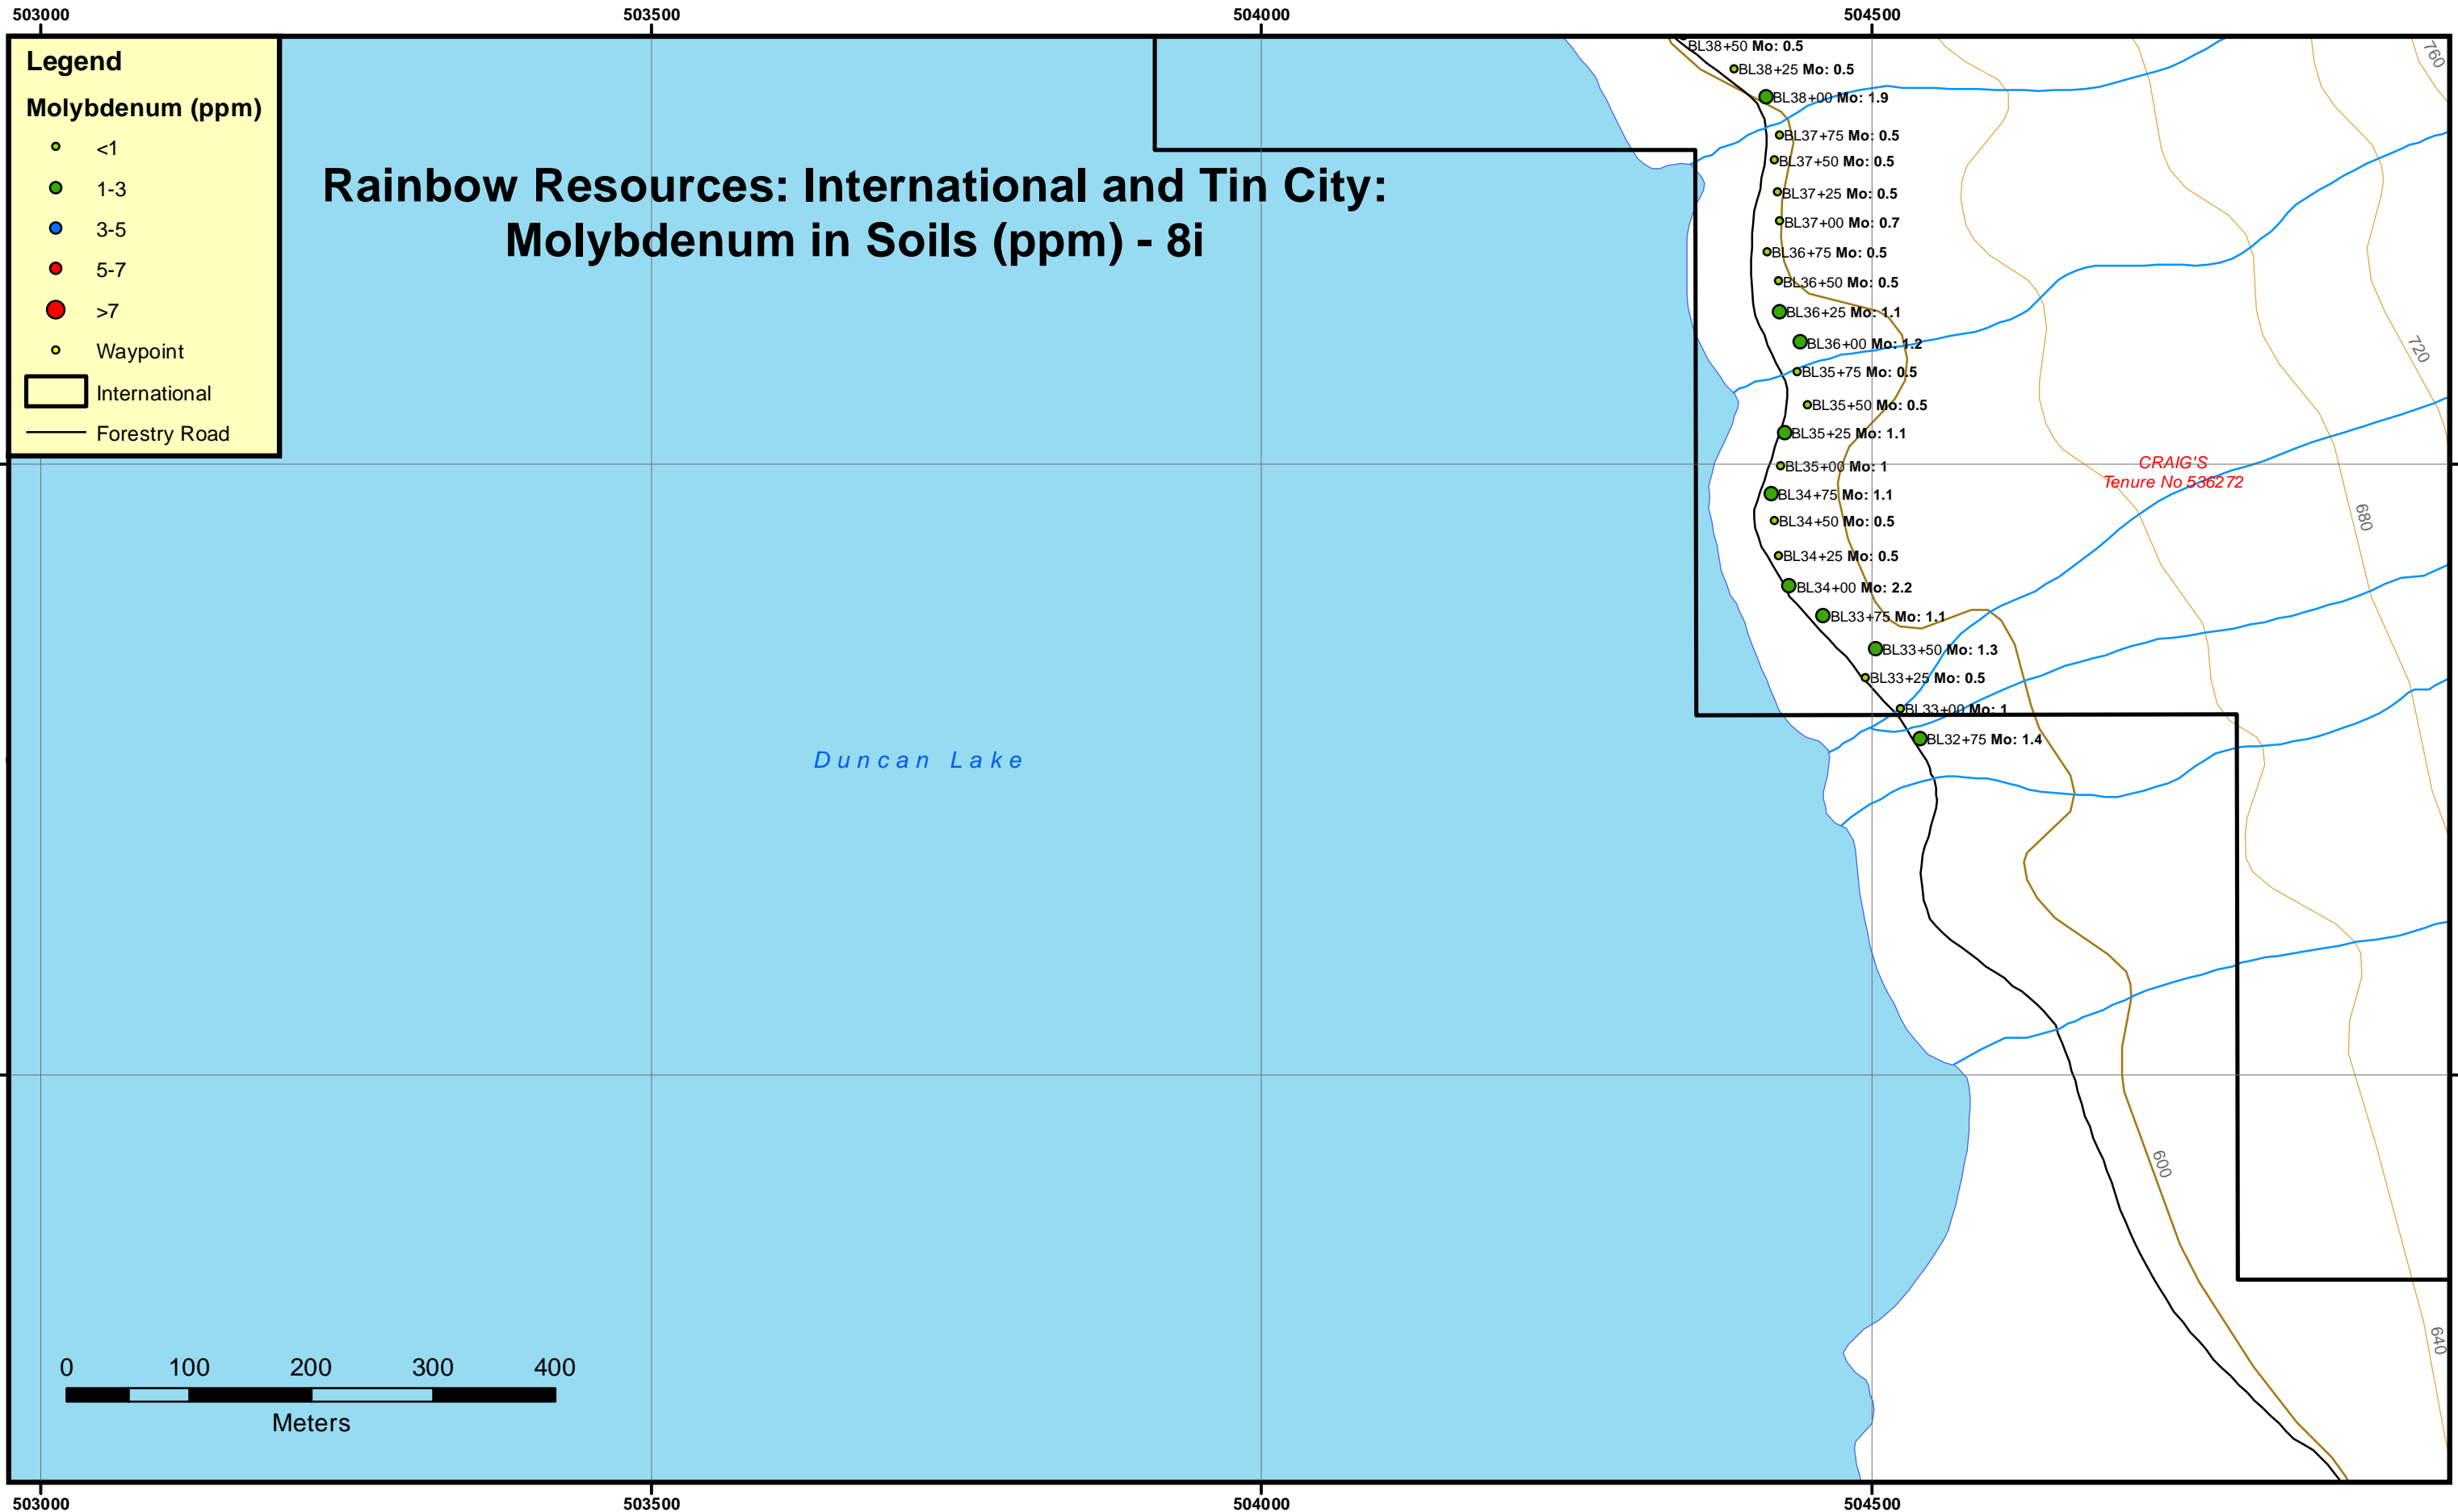 503000
503500
504000
504500
Legend
Molybdenum (ppm)
<1
1-3
3-5
5-7
>7
Waypoint
International
Forestry Road
Rainbow Resources: International and Tin City:
Molybdenum in Soils (ppm) - 8i
BL38+50 Mo: 0.5
BL38+25 Mo: 0.5
BL38+00 Mo: 1.9
BL37+75 Mo: 0.5
BL37+50 Mo: 0.5
BL37+25 Mo: 0.5
BL37+00 Mo: 0.7
BL36+75 Mo: 0.5
BL36+50 Mo: 0.5
BL36+25 Mo: 1.1
BL36+00 Mo: 1.2
BL35+75 Mo: 0.5
BL35+50 Mo: 0.5
BL35+25 Mo: 1.1
BL35+00 Mo: 1
BL34+75 Mo: 1.1
BL34+50 Mo: 0.5
BL34+25 Mo: 0.5
BL34+00 Mo: 2.2
BL33+75 Mo: 1.1
BL33+50 Mo: 1.3
BL33+25 Mo: 0.5
BL33+00 Mo: 1
BL32+75 Mo: 1.4
760
720
CRAIG'S
Tenure No 536272
680
Duncan Lake
600
640
0 100 200 300 400
Meters
503000
503500
504000
504500